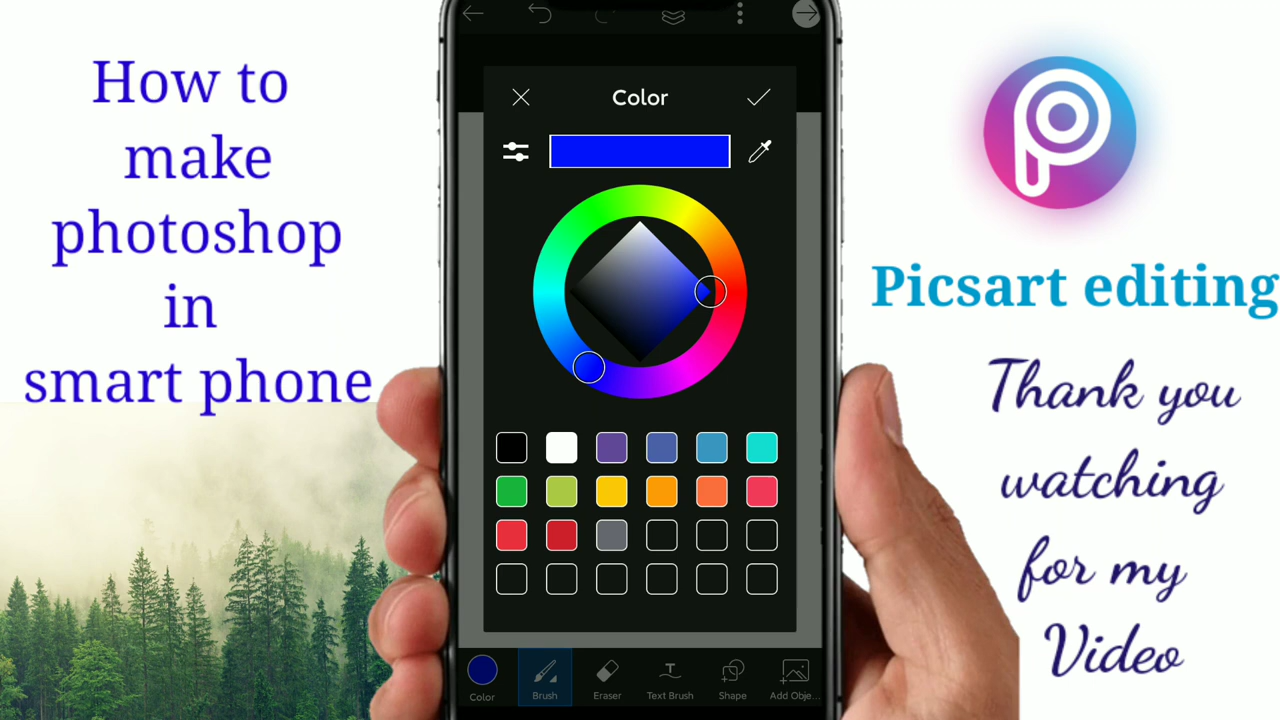 How to
make
photoshop
in
smart phone
Color
Color
Brush
Eraser
Text Brush
Shape
Add Obje...
Picsart editing
Thank you
watching
for my
Video